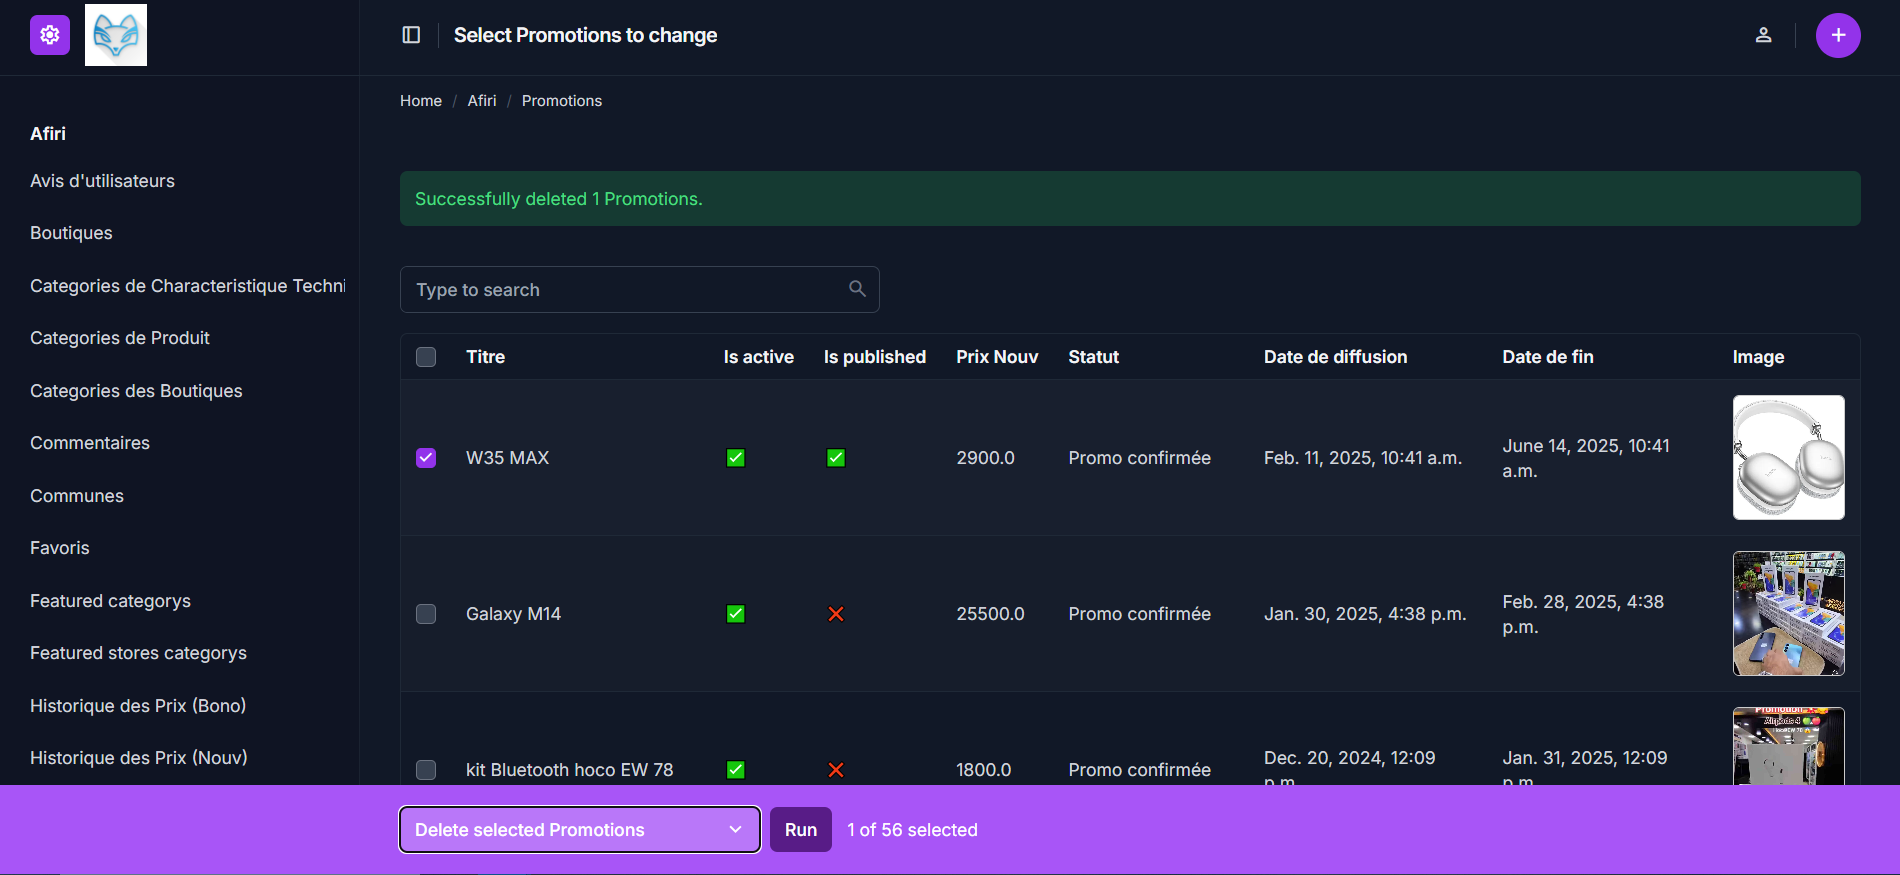 Select Promotions to change
Home / Afiri / Promotions
Afiri
Avis d'utilisateurs
Boutiques
Categories de Characteristique Techni
Categories de Produit
Categories des Boutiques
Commentaires
Communes
Favoris
Featured categorys
Featured stores categorys
Historique des Prix (Bono)
Historique des Prix (Nouv)
Successfully deleted 1 Promotions.
Type to search
Titre Is active Is published Prix Nouv Statut Date de diffusion Date de fin Image
W35 MAX 2900.0 Promo confirmée Feb. 11, 2025, 10:41 a.m. June 14, 2025, 10:41
a.m.
Galaxy M14 25500.0 Promo confirmée Jan. 30, 2025, 4:38 p.m. Feb. 28, 2025, 4:38
p.m.
kit Bluetooth hoco EW 78 1800.0 Promo confirmée Dec. 20, 2024, 12:09 Jan. 31, 2025, 12:09
p.m. p.m.
Promotion
Airpods 4
Delete selected Promotions Run 1 of 56 selected